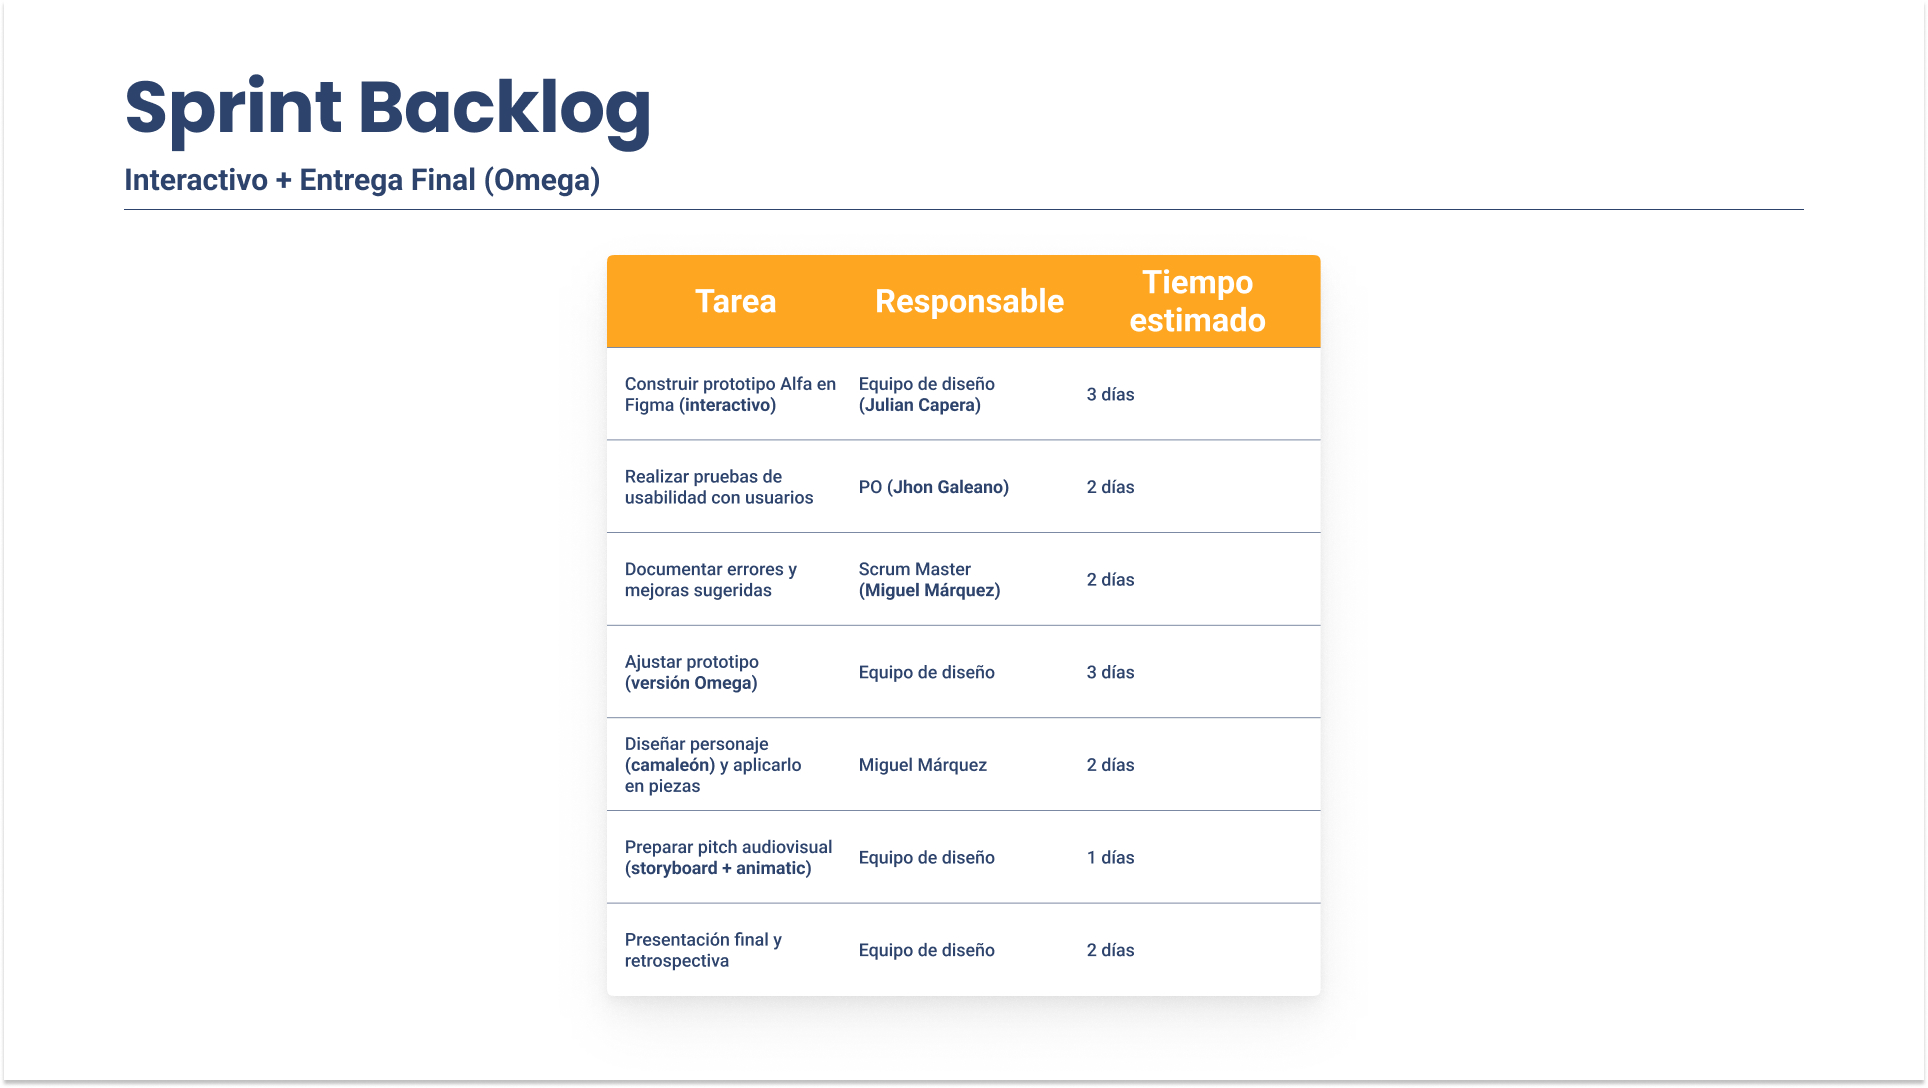 Sprint Backlog
Interactivo + Entrega Final (Omega)
Tarea
Responsable
Tiempo
estimado
Construir prototipo Alfa en
Figma (interactivo)
Equipo de diseño
(Julian Capera)
3 días
Realizar pruebas de
usabilidad con usuarios
PO (Jhon Galeano)
2 días
Documentar errores y
mejoras sugeridas
Scrum Master
(Miguel Márquez)
2 días
Ajustar prototipo
(versión Omega)
Equipo de diseño
3 días
Diseñar personaje
(camaleón) y aplicarlo
en piezas
Miguel Márquez
2 días
Preparar pitch audiovisual
(storyboard + animatic)
Equipo de diseño
1 días
Presentación final y
retrospectiva
Equipo de diseño
2 días